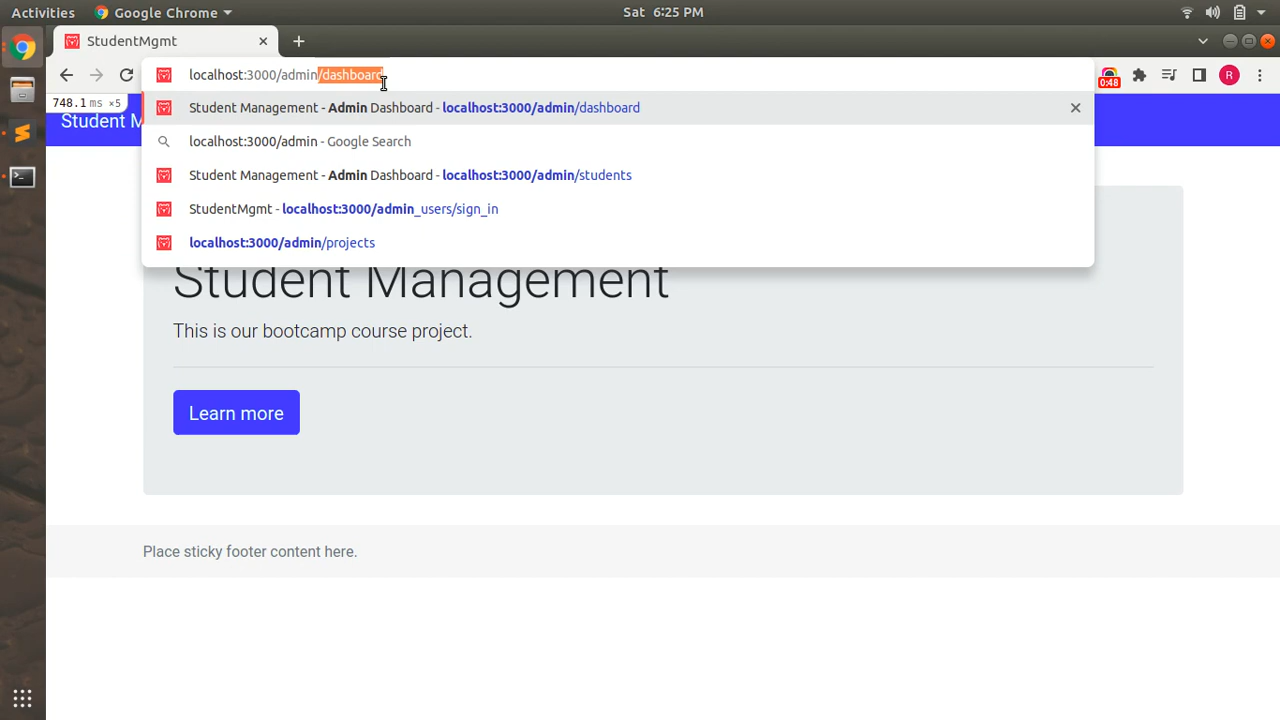 Activities
Google Chrome
Sat 6:25 PM
StudentMgmt
localhost:3000/admin/dashboard
0:48
R
748.1 ms ×5
Student M
Student Management - Admin Dashboard - localhost:3000/admin/dashboard
localhost:3000/admin - Google Search
Student Management - Admin Dashboard - localhost:3000/admin/students
StudentMgmt - localhost:3000/admin_users/sign_in
localhost:3000/admin/projects
Student Management
This is our bootcamp course project.
Learn more
Place sticky footer content here.